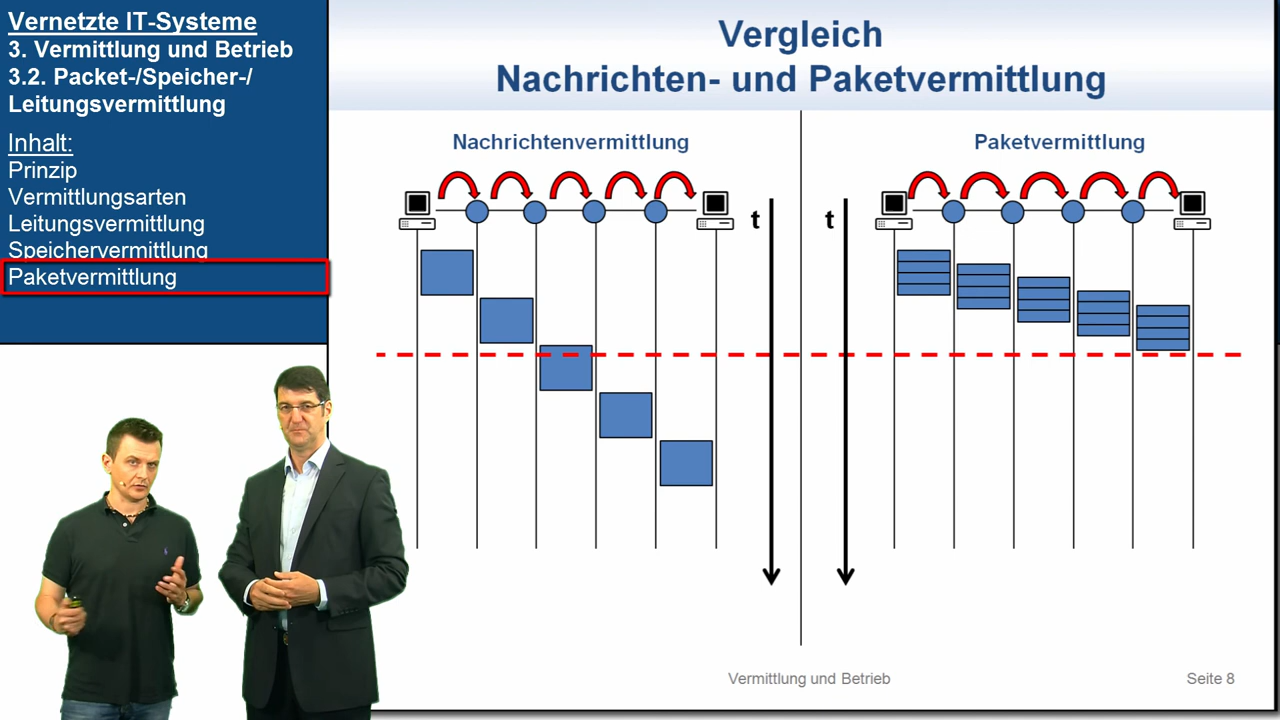 Vernetzte IT-Systeme
3. Vermittlung und Betrieb
3.2. Packet-/Speicher-/
Leitungsvermittlung
Inhalt:
Prinzip
Vermittlungsarten
Leitungsvermittlung
Speichervermittlung
Paketvermittlung
Vergleich
Nachrichten- und Paketvermittlung
Nachrichtenvermittlung
Paketvermittlung
t
t
Vermittlung und Betrieb
Seite 8